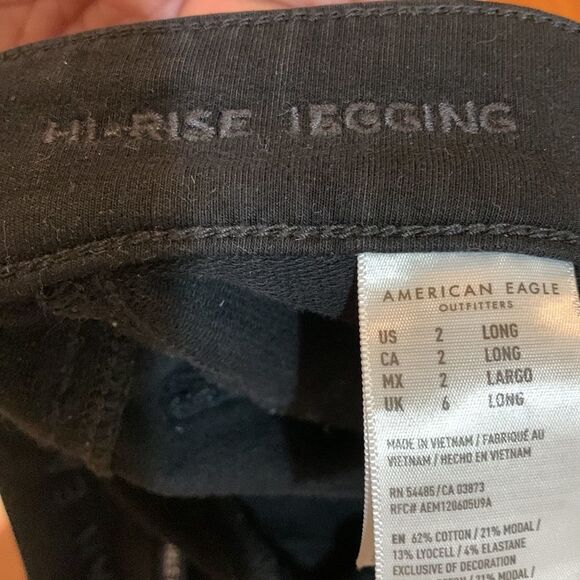 HI-RISE JEGGING
AMERICAN EAGLE
OUTFITTERS
US 2 LONG
CA 2 LONG
MX 2 LARGO
UK 6 LONG
MADE IN VIETNAM / FABRIQUÉ AU
VIETNAM / HECHO EN VIETNAM
RN 54485/CA 03873
RFC# AEM120605U9A
EN 62% COTTON / 21% MODAL /
13% LYOCELL / 4% ELASTANE
EXCLUSIVE OF DECORATION